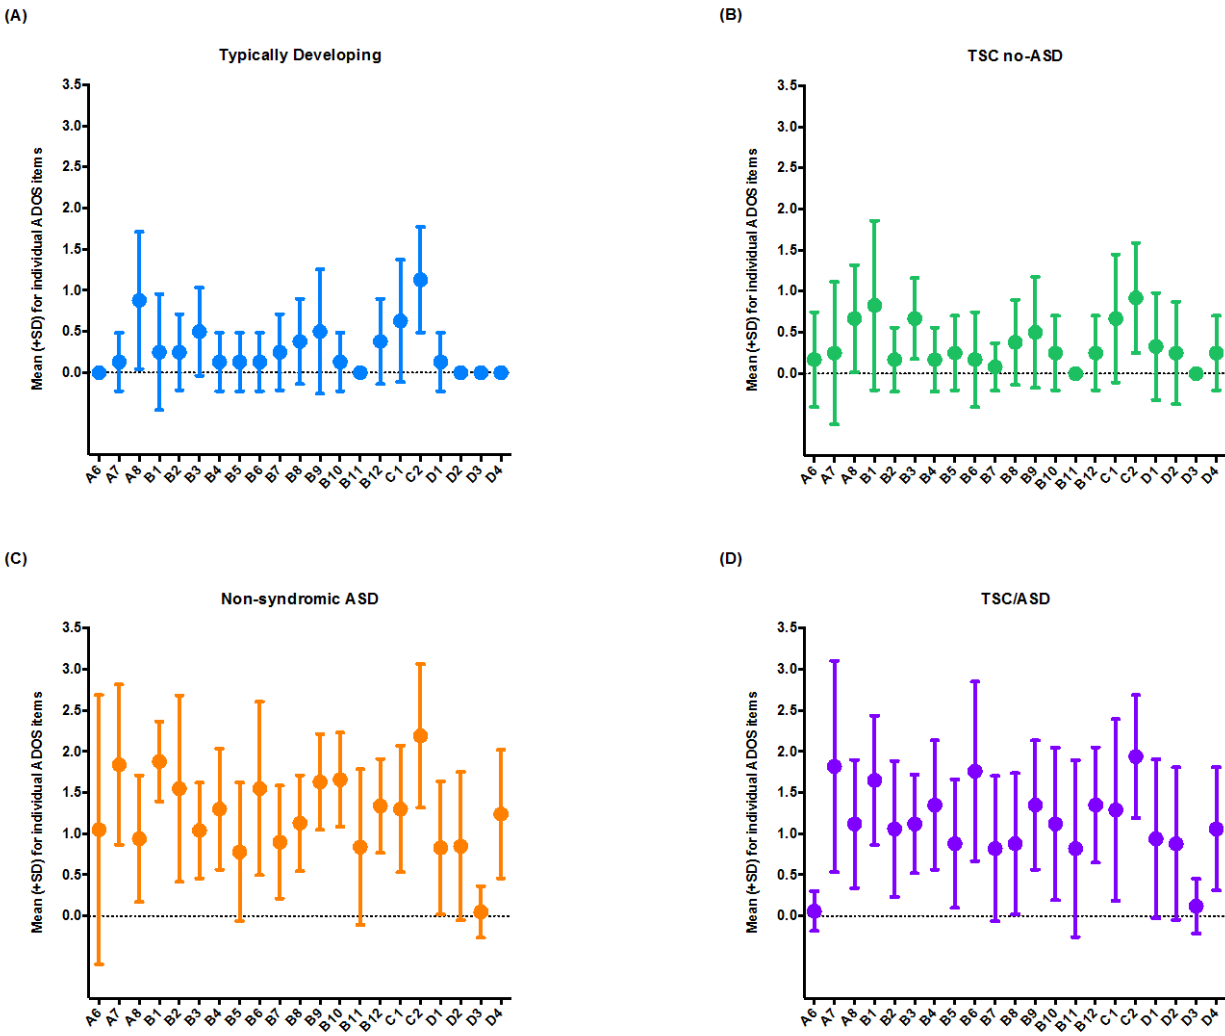 (A)
Typically Developing
Mean (+SD) for individual ADOS items
3.5
3.0
2.5
2.0
1.5
1.0
0.5
0.0
A6 A7 A8 B1 B2 B3 B4 B5 B6 B7 B8 B9 B10 B11 B12 C1 C2 D1 D2 D3 D4
(B)
TSC no-ASD
Mean (+SD) for individual ADOS items
3.5
3.0
2.5
2.0
1.5
1.0
0.5
0.0
A6 A7 A8 B1 B2 B3 B4 B5 B6 B7 B8 B9 B10 B11 B12 C1 C2 D1 D2 D3 D4
(C)
Non-syndromic ASD
Mean (+SD) for individual ADOS items
3.5
3.0
2.5
2.0
1.5
1.0
0.5
0.0
A6 A7 A8 B1 B2 B3 B4 B5 B6 B7 B8 B9 B10 B11 B12 C1 C2 D1 D2 D3 D4
(D)
TSC/ASD
Mean (+SD) for individual ADOS items
3.5
3.0
2.5
2.0
1.5
1.0
0.5
0.0
A6 A7 A8 B1 B2 B3 B4 B5 B6 B7 B8 B9 B10 B11 B12 C1 C2 D1 D2 D3 D4